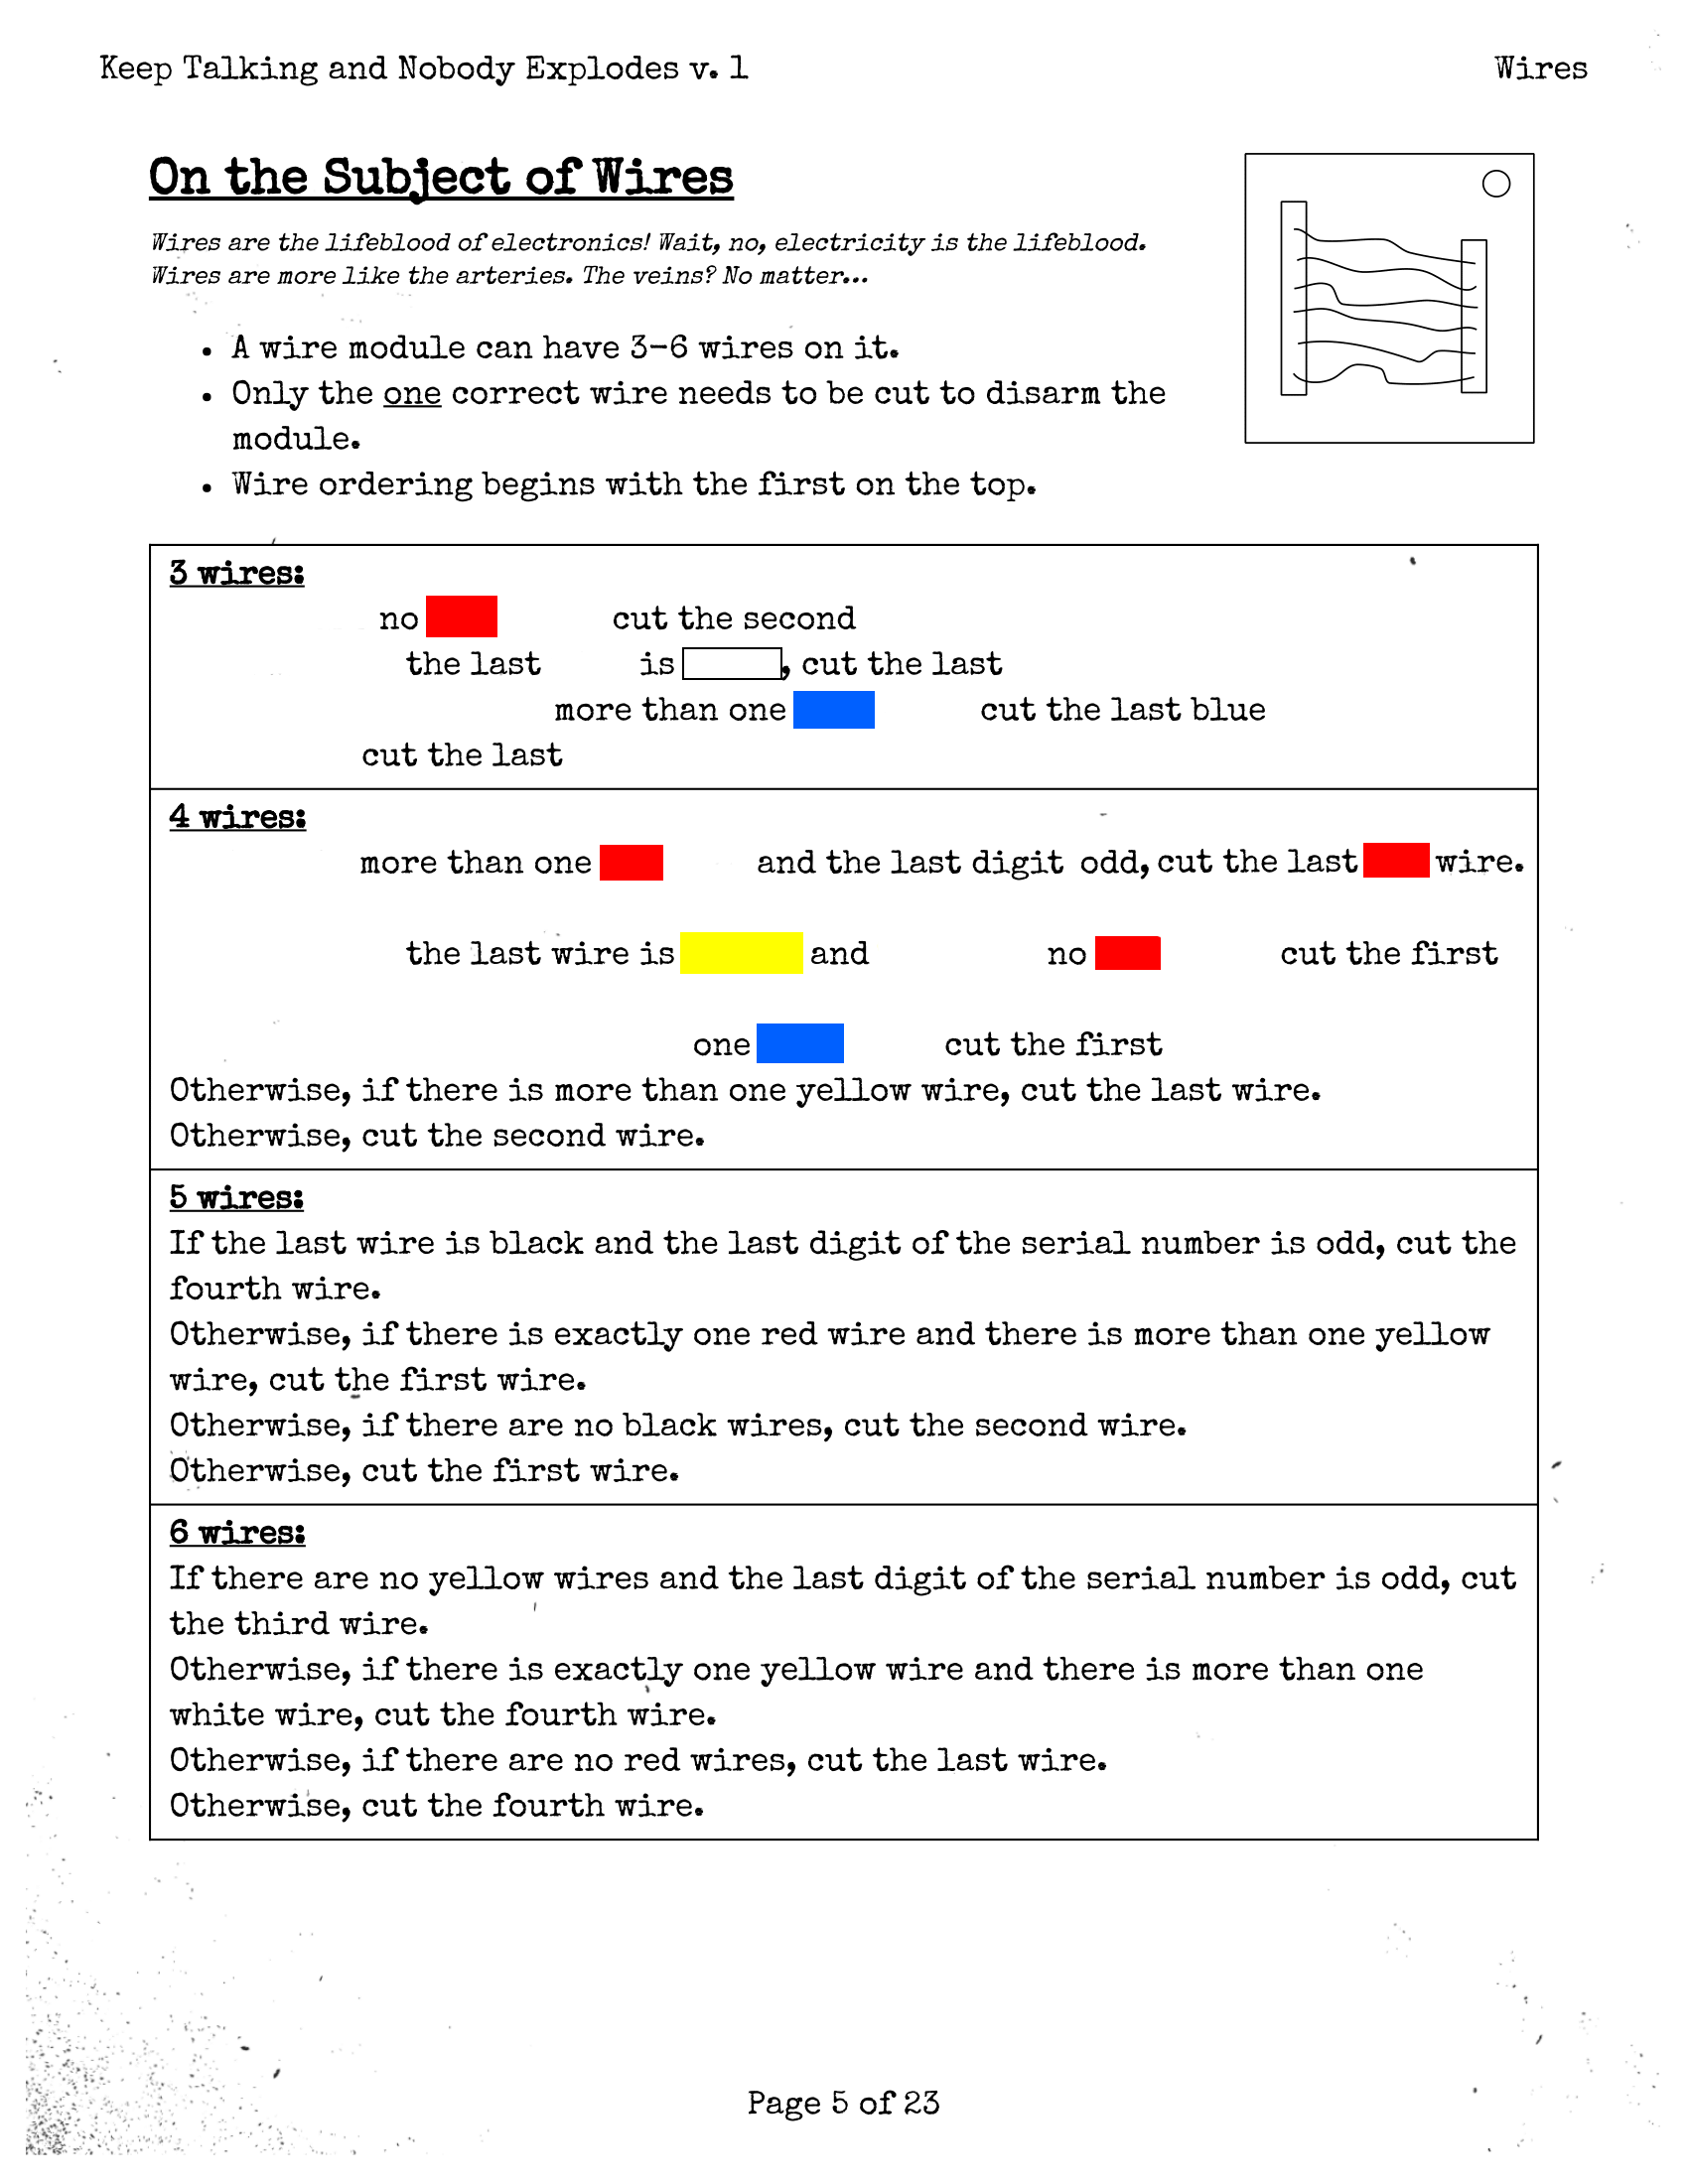 Keep Talking and Nobody Explodes v. 1 Wires
On the Subject of Wires
Wires are the lifeblood of electronics! Wait, no, electricity is the lifeblood.
Wires are more like the arteries. The veins? No matter...
• A wire module can have 3-6 wires on it.
• Only the one correct wire needs to be cut to disarm the
module.
• Wire ordering begins with the first on the top.
3 wires:
no cut the second
the last is , cut the last
more than one cut the last blue
cut the last
4 wires:
more than one and the last digit odd, cut the last wire.
the last wire is and no cut the first
one cut the first
Otherwise, if there is more than one yellow wire, cut the last wire.
Otherwise, cut the second wire.
5 wires:
If the last wire is black and the last digit of the serial number is odd, cut the
fourth wire.
Otherwise, if there is exactly one red wire and there is more than one yellow
wire, cut the first wire.
Otherwise, if there are no black wires, cut the second wire.
Otherwise, cut the first wire.
6 wires:
If there are no yellow wires and the last digit of the serial number is odd, cut
the third wire.
Otherwise, if there is exactly one yellow wire and there is more than one
white wire, cut the fourth wire.
Otherwise, if there are no red wires, cut the last wire.
Otherwise, cut the fourth wire.
Page 5 of 23